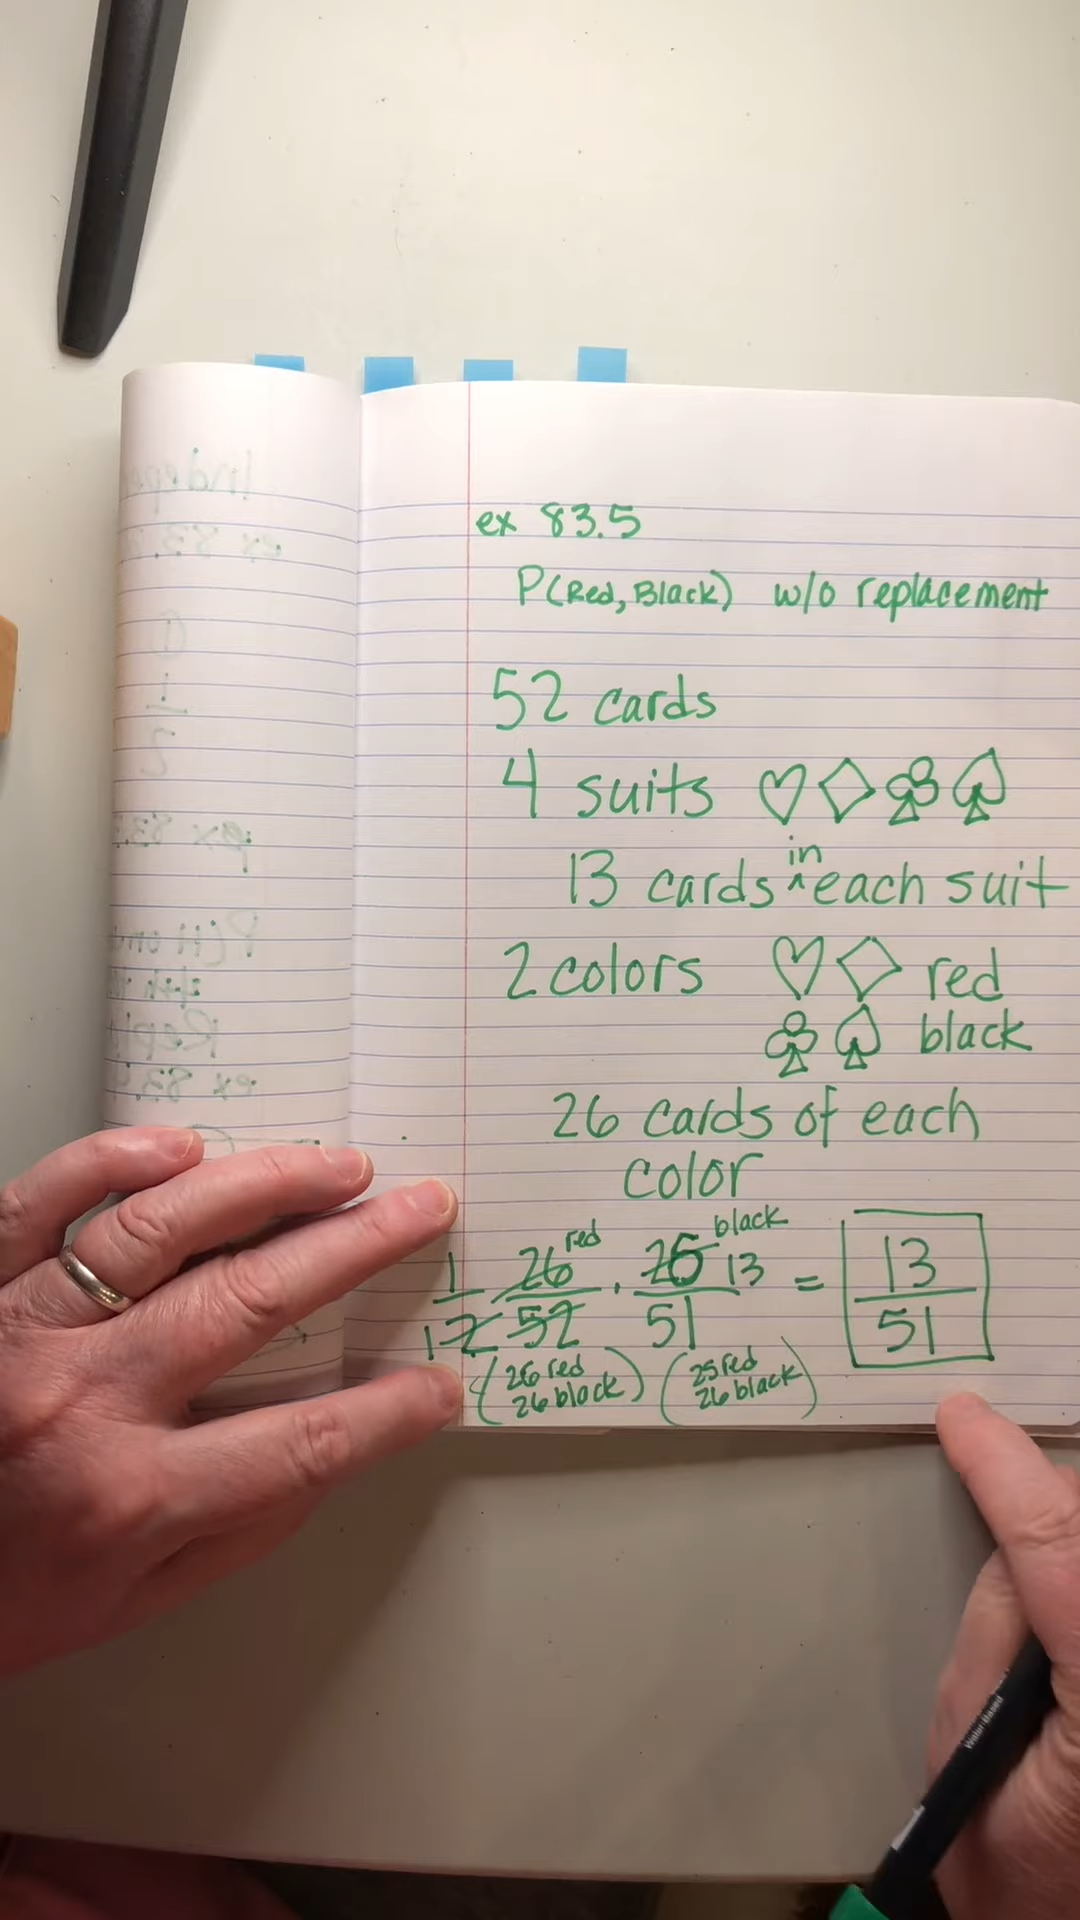 ex 83.5
P(Red, Black) w/o replacement
52 cards
4 suits ♡ ♢ ♧ ♤
13 cards in each suit
2 colors ♡ ♢ red
♧ ♤ black
26 cards of each
color
1/12 26/52 red · 26/51 black 13 = 13/51
(26 red 26 black) (25 red 26 black)
Water-Based